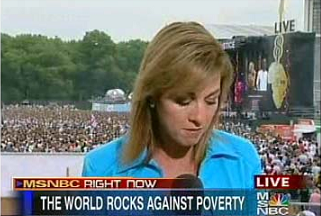 LIVE
MSNBC RIGHT NOW
LIVE
THE WORLD ROCKS AGAINST POVERTY
MSNBC